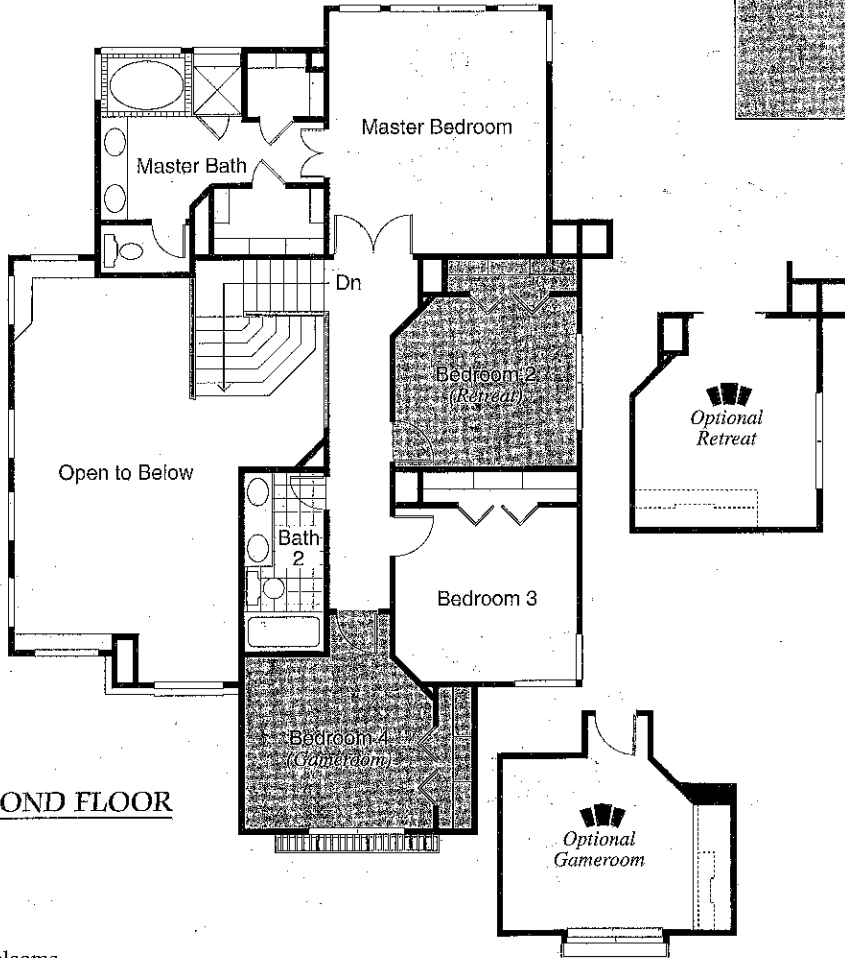 Master Bedroom
Master Bath
Dn
Bedroom 2
(Retreat)
Optional
Retreat
Open to Below
Bath
2
Bedroom 3
Bedroom 4
(Gameroom)
OND FLOOR
Optional
Gameroom